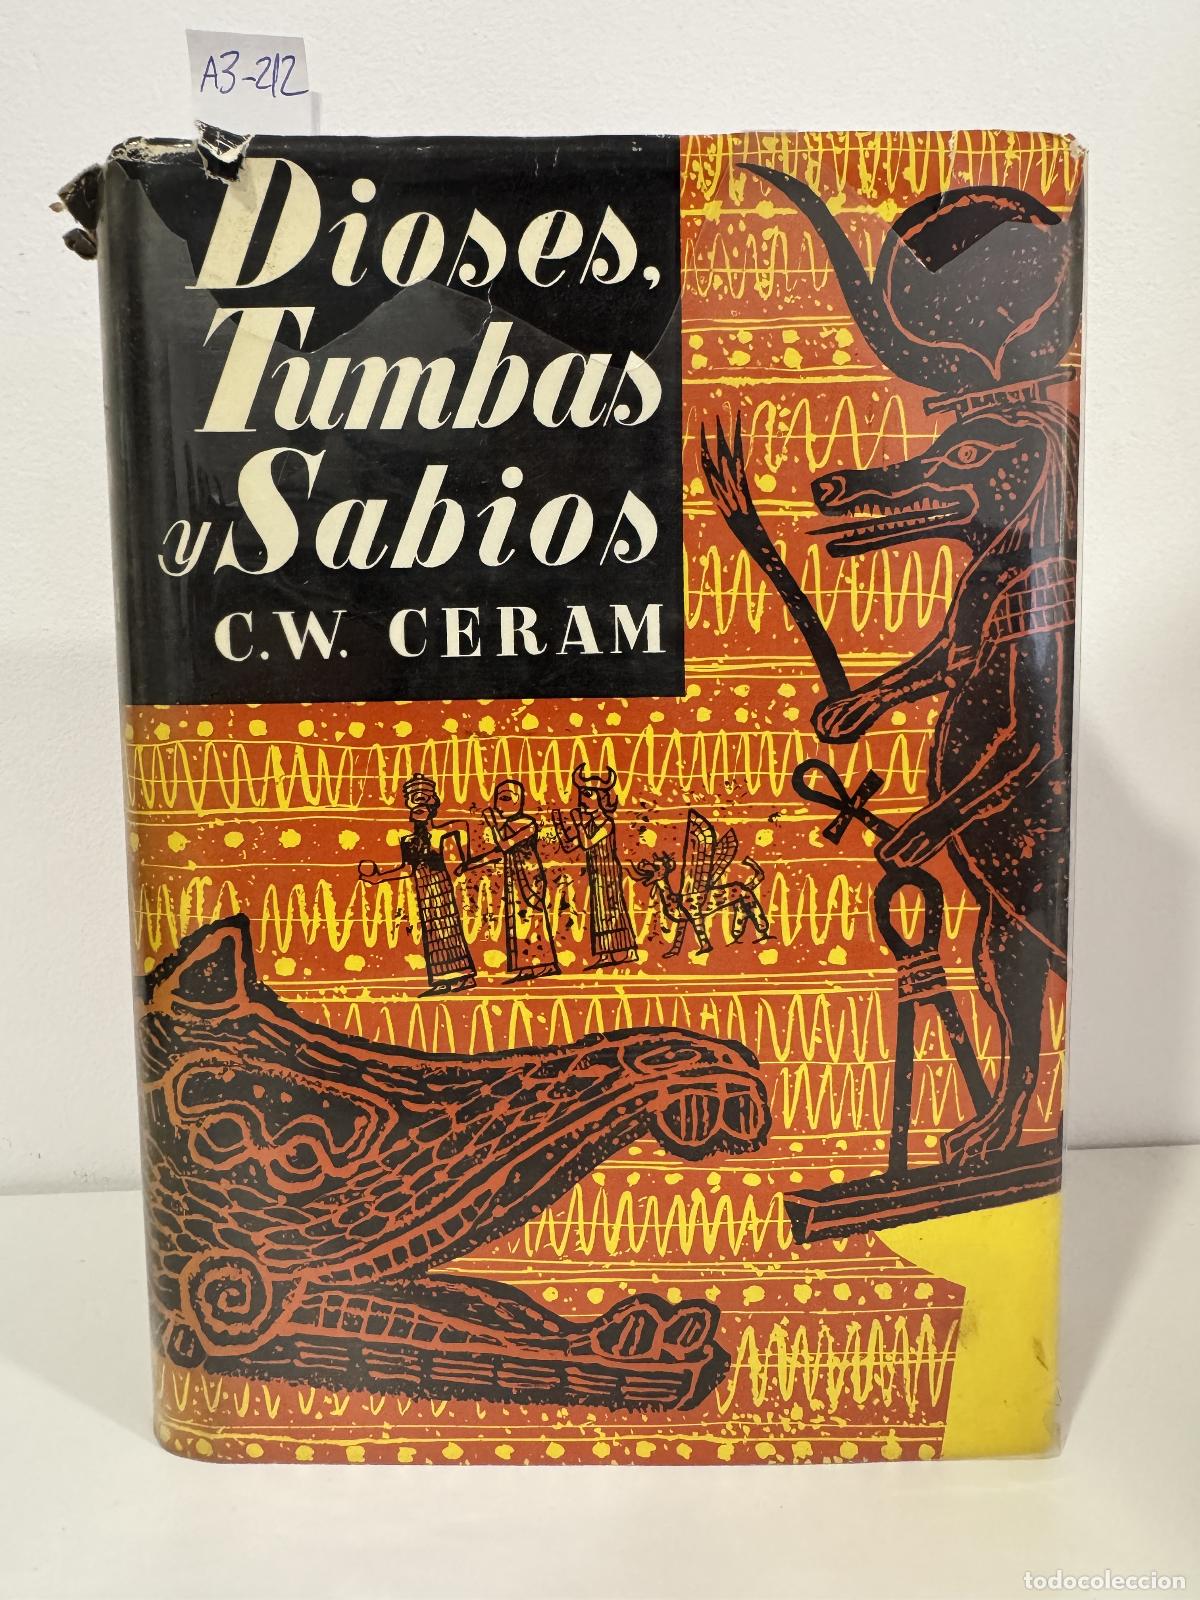 A3-212
Dioses,
Tumbas
y Sabios
C.W. CERAM
todocoleccion